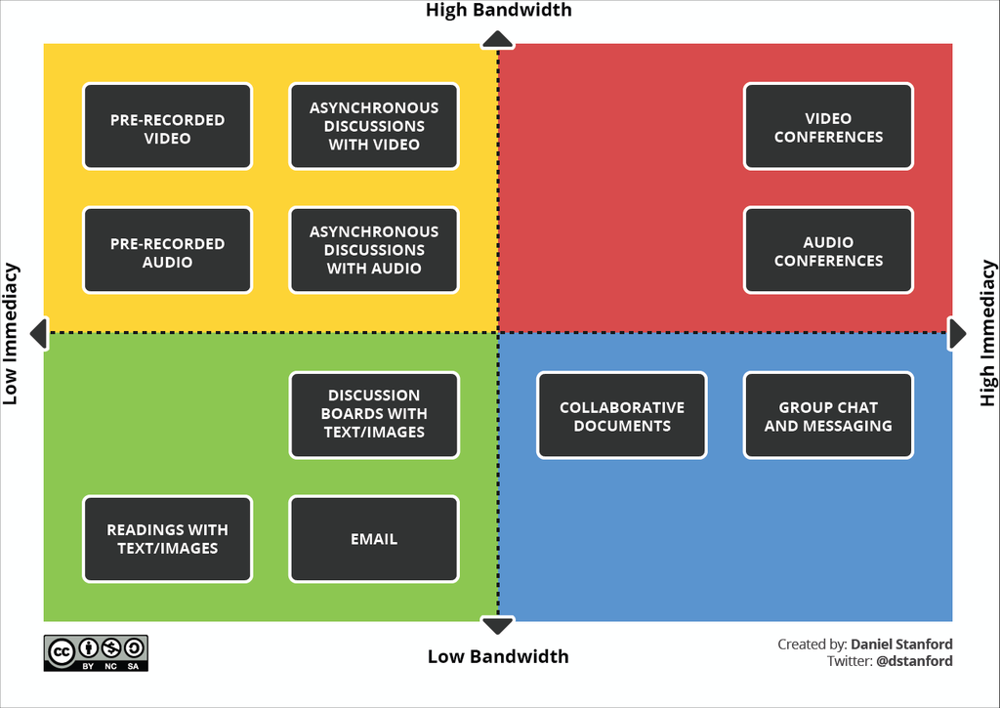 High Bandwidth
PRE-RECORDED
VIDEO
ASYNCHRONOUS
DISCUSSIONS
WITH VIDEO
VIDEO
CONFERENCES
PRE-RECORDED
AUDIO
ASYNCHRONOUS
DISCUSSIONS
WITH AUDIO
AUDIO
CONFERENCES
Low Immediacy
High Immediacy
DISCUSSION
BOARDS WITH
TEXT/IMAGES
COLLABORATIVE
DOCUMENTS
GROUP CHAT
AND MESSAGING
READINGS WITH
TEXT/IMAGES
EMAIL
Low Bandwidth
cc
BY NC SA
Created by: Daniel Stanford
Twitter: @dstanford